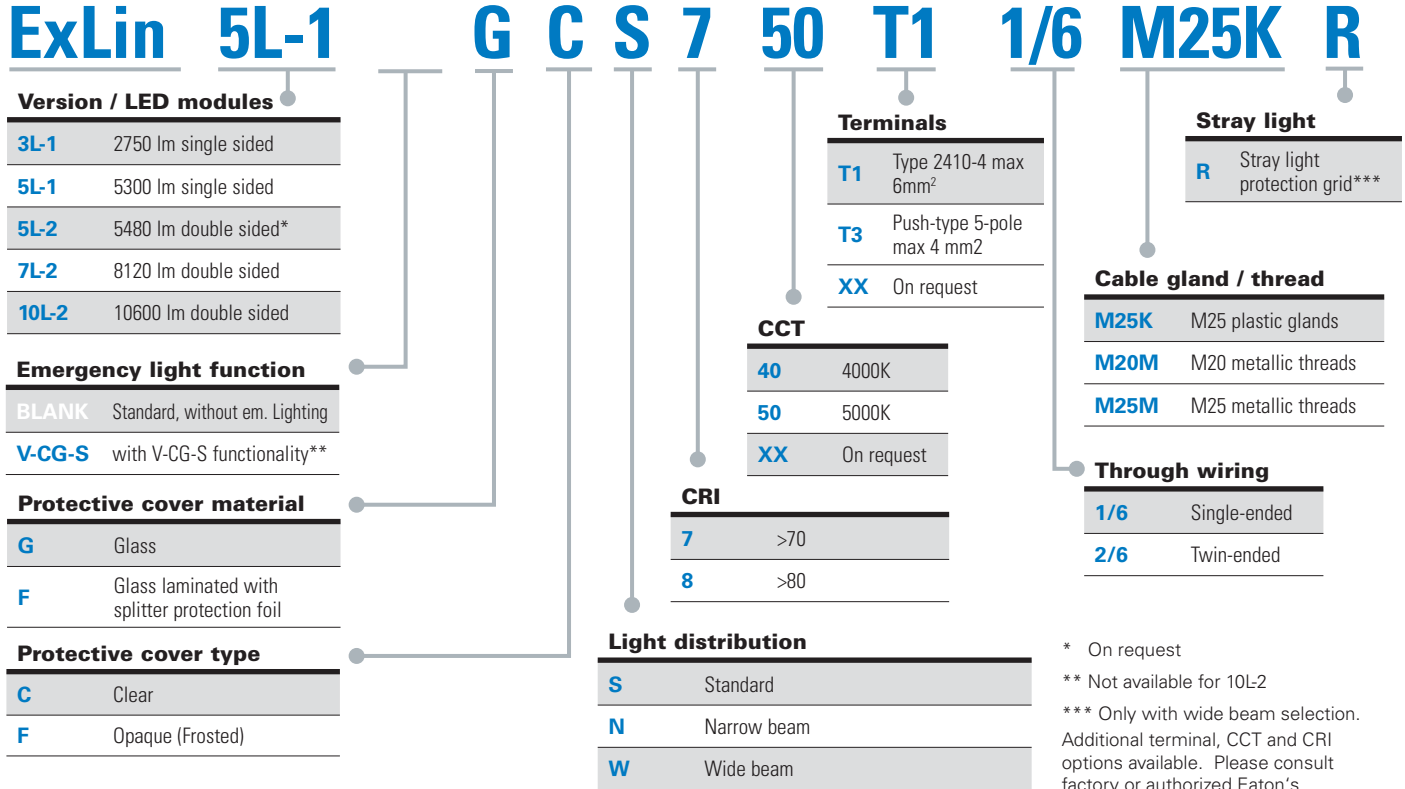 ExLin 5L-1 G C S 7 50 T1 1/6 M25K R
Version / LED modules
3L-1 2750 lm single sided
5L-1 5300 lm single sided
5L-2 5480 lm double sided*
7L-2 8120 lm double sided
10L-2 10600 lm double sided
Emergency light function
BLANK Standard, without em. Lighting
V-CG-S with V-CG-S functionality**
Protective cover material
G Glass
F Glass laminated with
splitter protection foil
Protective cover type
C Clear
F Opaque (Frosted)
Light distribution
S Standard
N Narrow beam
W Wide beam
CRI
7 >70
8 >80
CCT
40 4000K
50 5000K
XX On request
Terminals
T1 Type 2410-4 max
6mm²
T3 Push-type 5-pole
max 4 mm2
XX On request
Through wiring
1/6 Single-ended
2/6 Twin-ended
Cable gland / thread
M25K M25 plastic glands
M20M M20 metallic threads
M25M M25 metallic threads
Stray light
R Stray light
protection grid***
* On request
** Not available for 10L-2
*** Only with wide beam selection.
Additional terminal, CCT and CRI
options available. Please consult
factory or authorized Eaton's